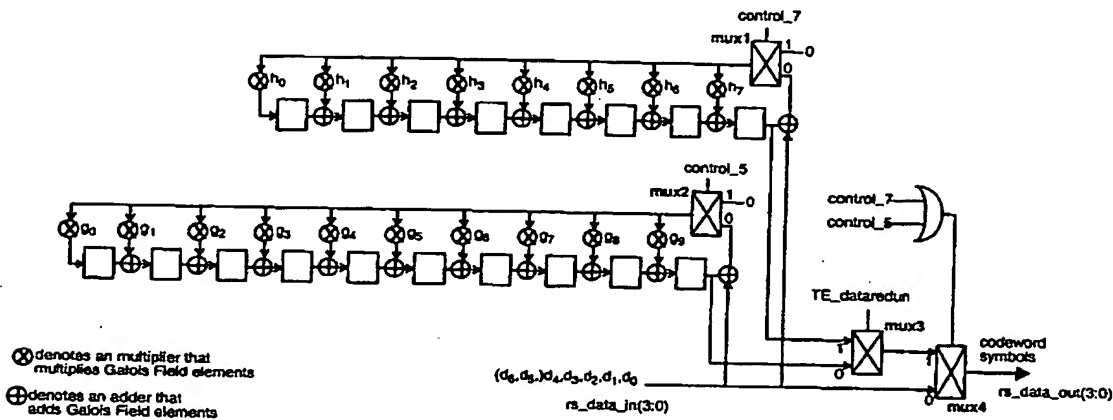 control_7
mux1
1
0
0
h0 h1 h2 h3 h4 h5 h6 h7
control_5
mux2
1
0
0
g0 g1 g2 g3 g4 g5 g6 g7 g8 g9
control_7
control_5
TE_dataredun
mux3
1
0
codeword
symbols
1
0
mux4
rs_data_out(3:0)
(d6,d5,)d4,d3,d2,d1,d0
rs_data_in(3:0)
⊗ denotes an multiplier that
multiplies Galois Field elements
⊕ denotes an adder that
adds Galois Field elements